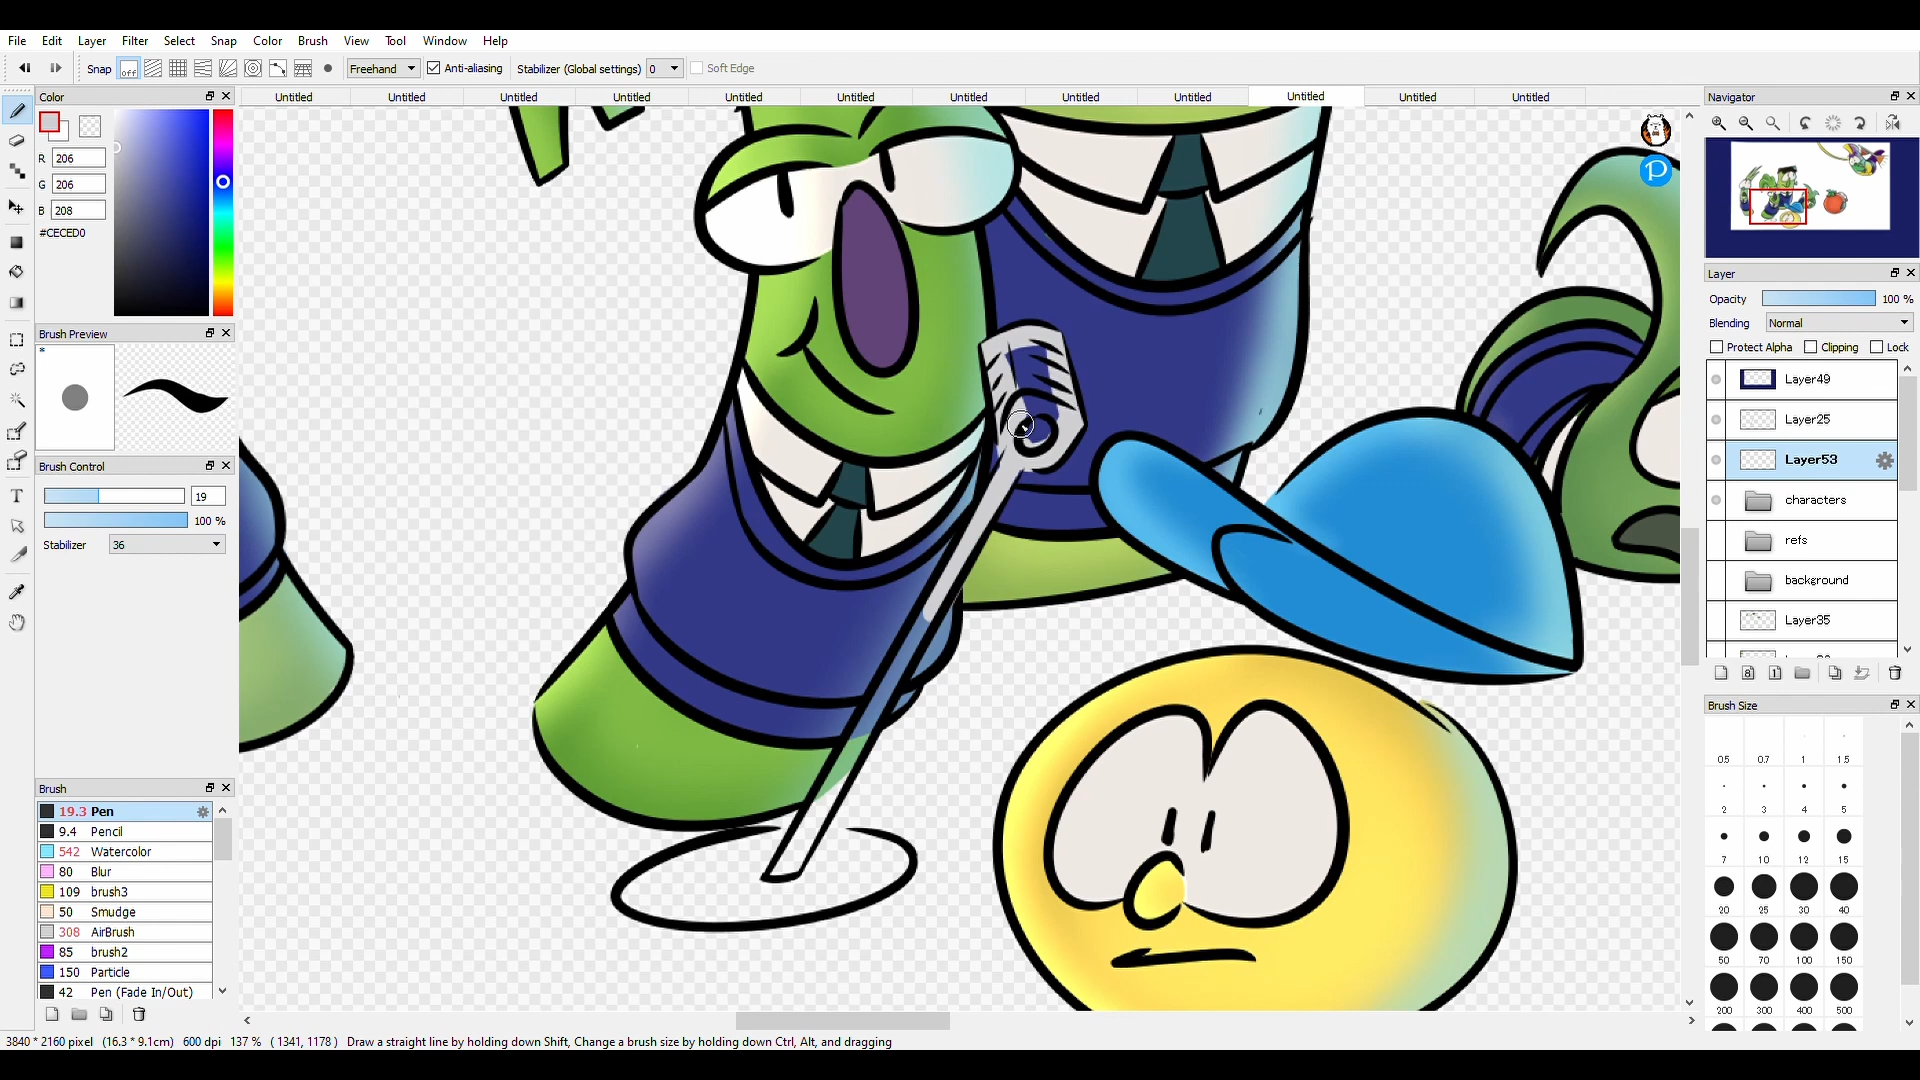 File Edit Layer Filter Select Snap Color Brush View Tool Window Help
Snap off Freehand Anti-aliasing Stabilizer (Global settings) 0 Soft Edge
Color
Untitled Untitled Untitled Untitled Untitled Untitled Untitled Untitled Untitled Untitled Untitled Untitled
Navigator
R 206
G 206
B 208
#CECED0
P
Layer
Opacity 100 %
Blending Normal
Protect Alpha Clipping Lock
Layer49
Layer25
Layer53
characters
refs
background
Layer35
Brush Preview
*
Brush Control
19
100 %
Stabilizer 36
T
Brush
19.3 Pen
9.4 Pencil
542 Watercolor
80 Blur
109 brush3
50 Smudge
308 AirBrush
85 brush2
150 Particle
42 Pen (Fade In/Out)
8 1
Brush Size
0.5 0.7 1 1.5
2 3 4 5
7 10 12 15
20 25 30 40
50 70 100 150
200 300 400 500
3840 * 2160 pixel (16.3 * 9.1cm) 600 dpi 137 % ( 1341, 1178 ) Draw a straight line by holding down Shift, Change a brush size by holding down Ctrl, Alt, and dragging